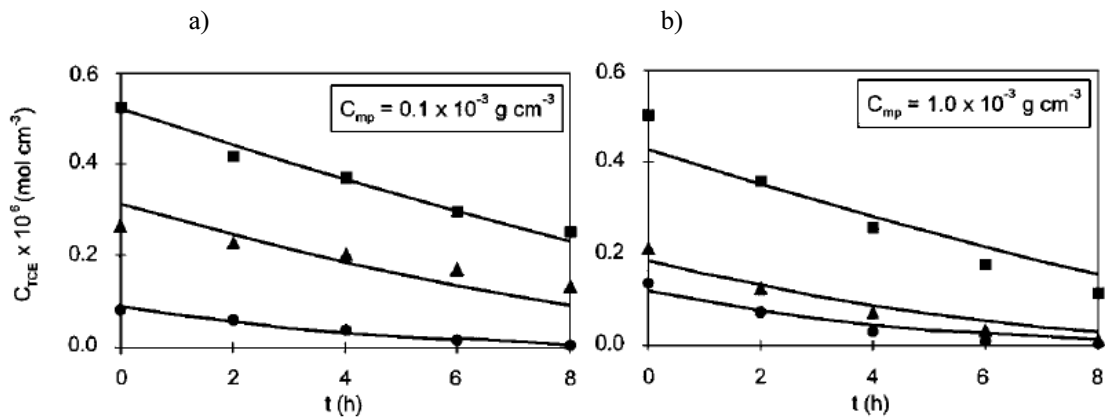 a)
b)
0.6
C_mp = 0.1 x 10^-3 g cm^-3
0.4
0.2
0.0
C_TCE x 10^6 (mol cm^-3)
0 2 4 6 8
t (h)
0.6
C_mp = 1.0 x 10^-3 g cm^-3
0.4
0.2
0.0
0 2 4 6 8
t (h)